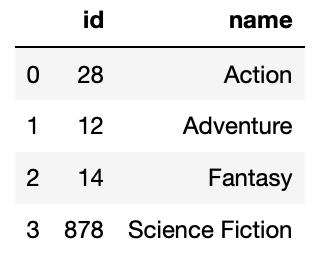 id name
0 28 Action
1 12 Adventure
2 14 Fantasy
3 878 Science Fiction